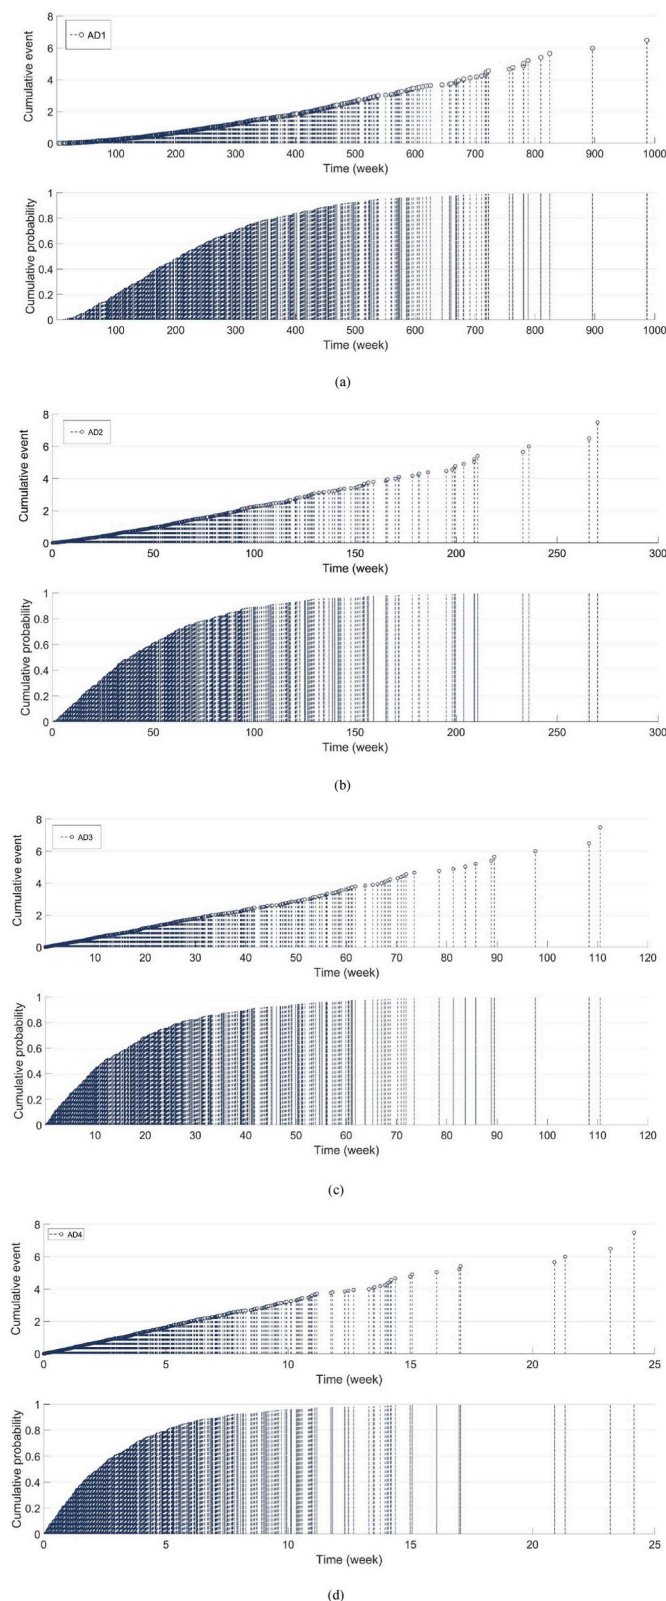 8
6
4
2
0
Cumulative event
AD1
100 200 300 400 500 600 700 800 900 1000
Time (week)
1
0.8
0.6
0.4
0.2
0
Cumulative probability
100 200 300 400 500 600 700 800 900 1000
Time (week)
(a)
8
6
4
2
0
Cumulative event
AD2
50 100 150 200 250 300
Time (week)
1
0.8
0.6
0.4
0.2
0
Cumulative probability
0 50 100 150 200 250 300
Time (week)
(b)
8
6
4
2
0
Cumulative event
AD3
10 20 30 40 50 60 70 80 90 100 110 120
Time (week)
1
0.8
0.6
0.4
0.2
0
Cumulative probability
10 20 30 40 50 60 70 80 90 100 110 120
Time (week)
(c)
8
6
4
2
0
Cumulative event
AD4
0 5 10 15 20 25
Time (week)
1
0.8
0.6
0.4
0.2
0
Cumulative probability
0 5 10 15 20 25
Time (week)
(d)